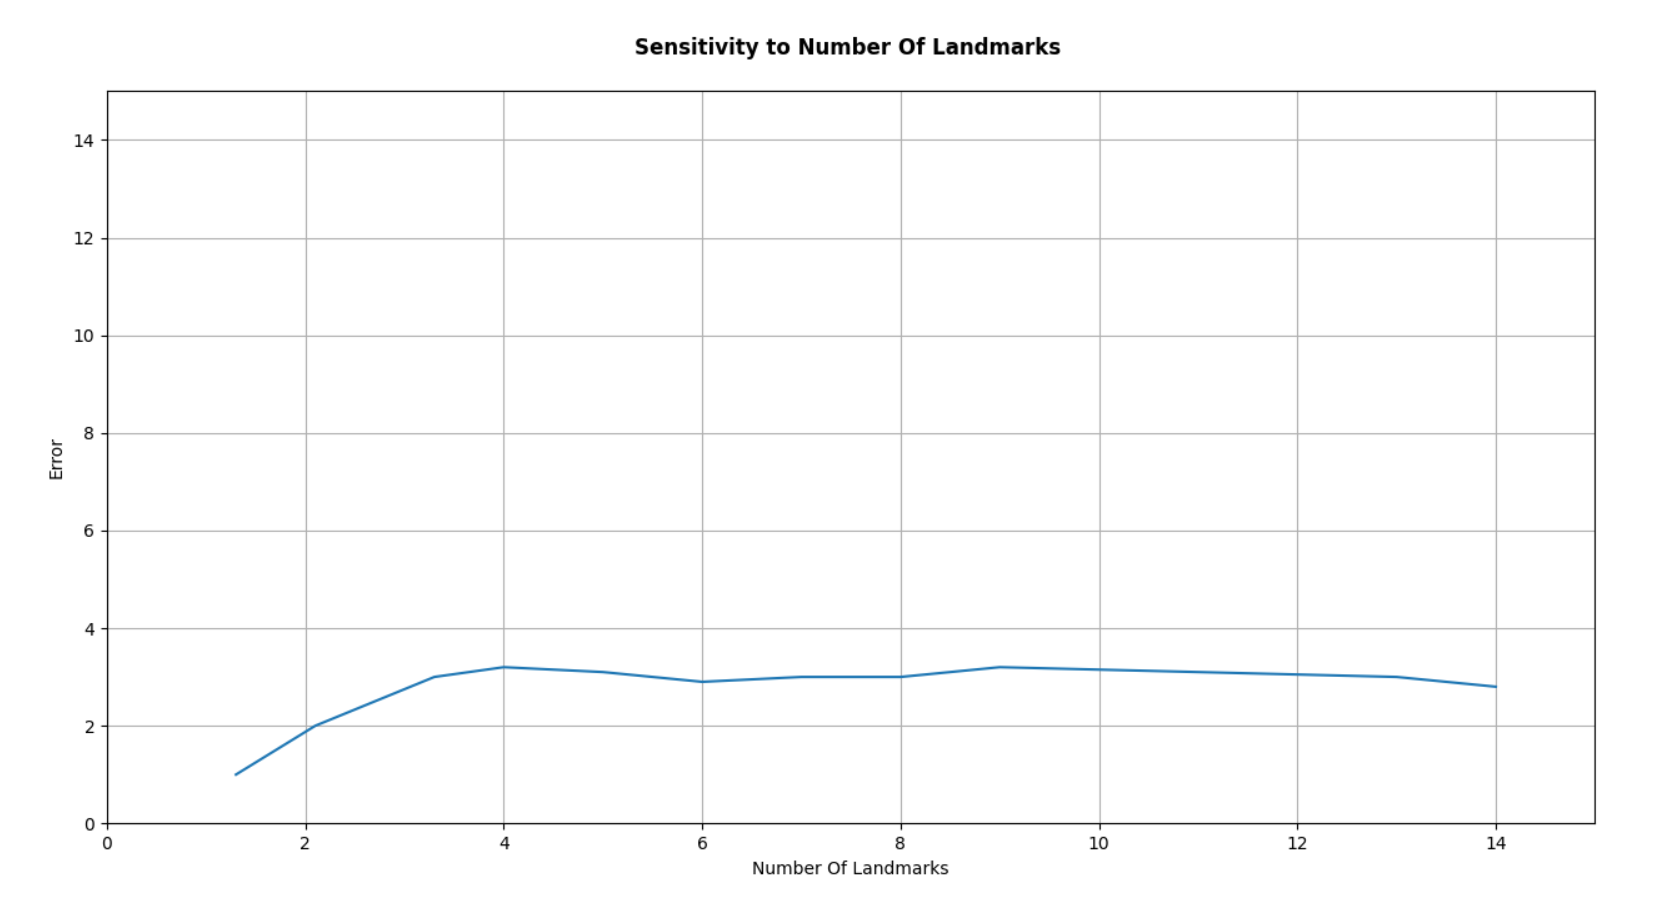 Sensitivity to Number Of Landmarks
14
12
10
8
6
4
2
0
Error
0 2 4 6 8 10 12 14
Number Of Landmarks